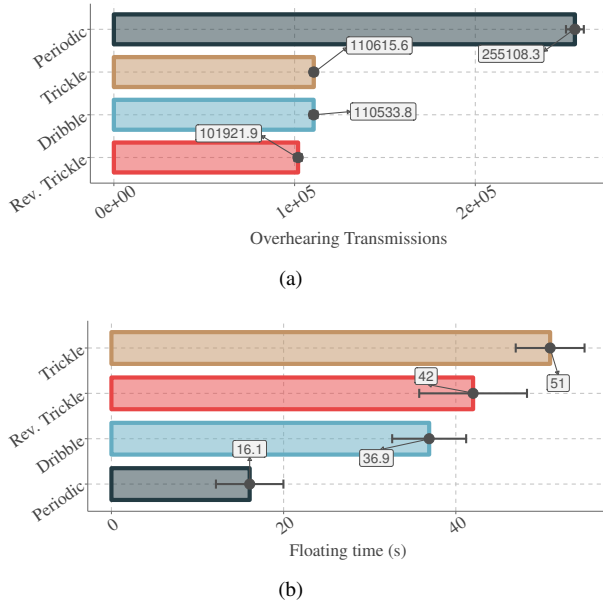 Periodic
110615.6
255108.3
Trickle
110533.8
Dribble
101921.9
Rev. Trickle
0e+00
1e+05
2e+05
Overhearing Transmissions
(a)
Trickle
51
42
Rev. Trickle
Dribble
16.1
36.9
Periodic
0
20
40
Floating time (s)
(b)